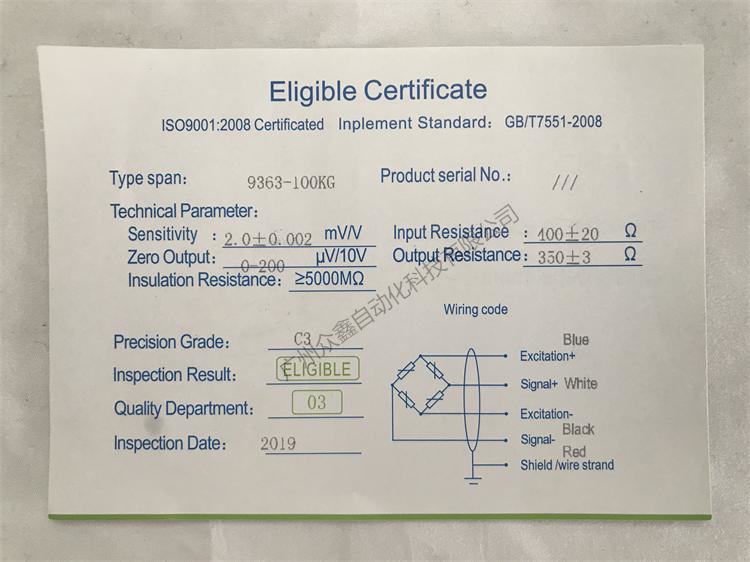 Eligible Certificate
ISO9001:2008 Certificated Inplement Standard: GB/T7551-2008
Type span: 9363-100KG Product serial No.: ///
Technical Parameter:
Sensitivity : 2.0±0.002 mV/V Input Resistance : 400±20 Ω
Zero Output: 0-200 μV/10V Output Resistance: 350±3 Ω
Insulation Resistance: ≥5000MΩ
Wiring code
Precision Grade: C3
Inspection Result: ELIGIBLE
Quality Department: 03
Inspection Date: 2019
Blue
Excitation+
Signal+ White
Excitation-
Black
Signal-
Red
Shield /wire strand
广州众鑫自动化科技有限公司